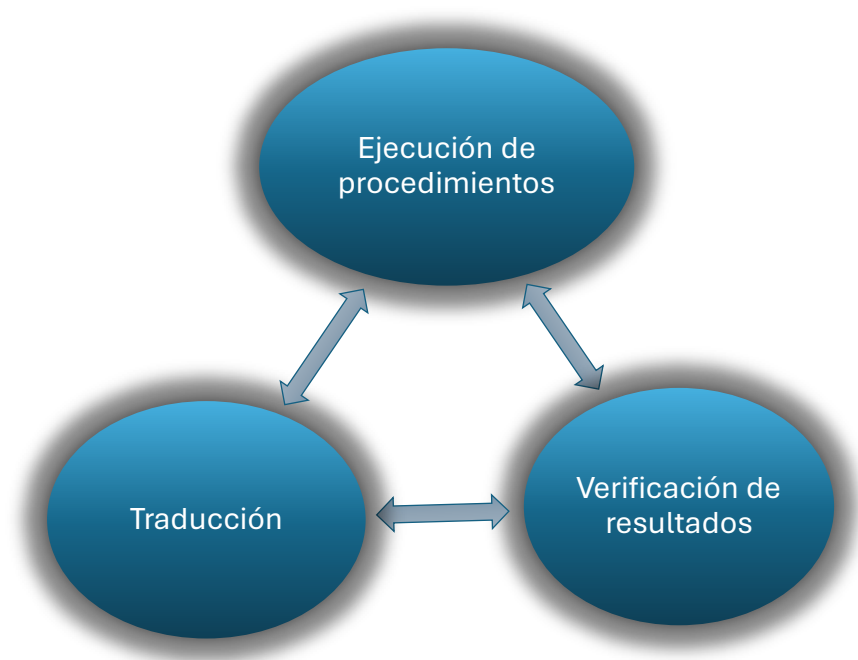 Ejecución de
procedimientos
Traducción
Verificación de
resultados